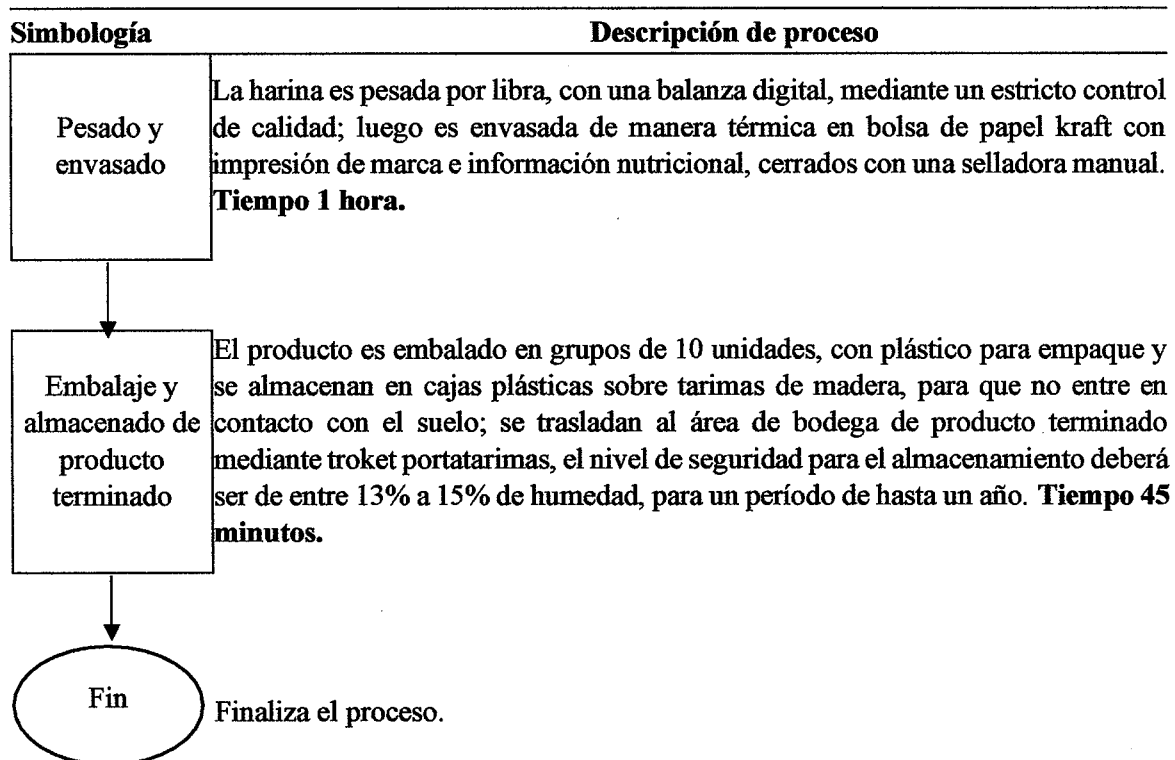 Simbología Descripción de proceso
Pesado y
envasado
La harina es pesada por libra, con una balanza digital, mediante un estricto control
de calidad; luego es envasada de manera térmica en bolsa de papel kraft con
impresión de marca e información nutricional, cerrados con una selladora manual.
Tiempo 1 hora.
Embalaje y
almacenado de
producto
terminado
El producto es embalado en grupos de 10 unidades, con plástico para empaque y
se almacenan en cajas plásticas sobre tarimas de madera, para que no entre en
contacto con el suelo; se trasladan al área de bodega de producto terminado
mediante troket portatarimas, el nivel de seguridad para el almacenamiento deberá
ser de entre 13% a 15% de humedad, para un período de hasta un año. Tiempo 45
minutos.
Fin
Finaliza el proceso.